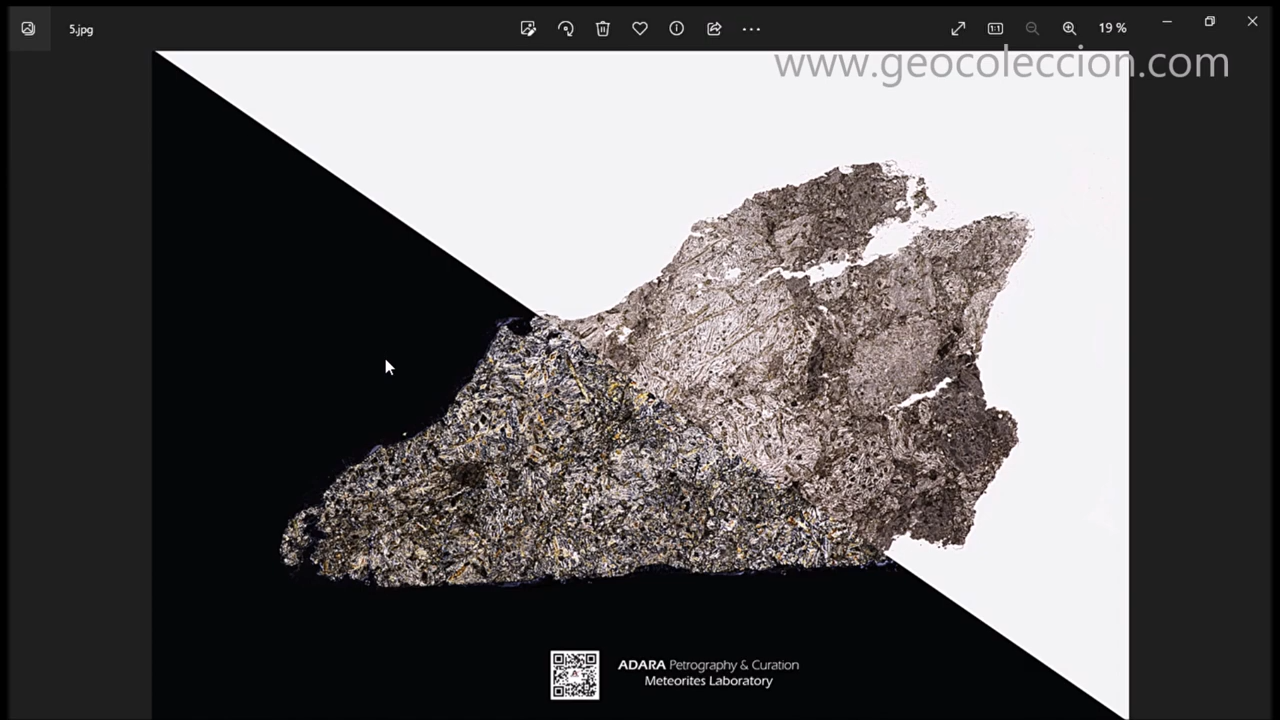 5.jpg
19 %
www.geocoleccion.com
ADARA Petrography & Curation
Meteorites Laboratory